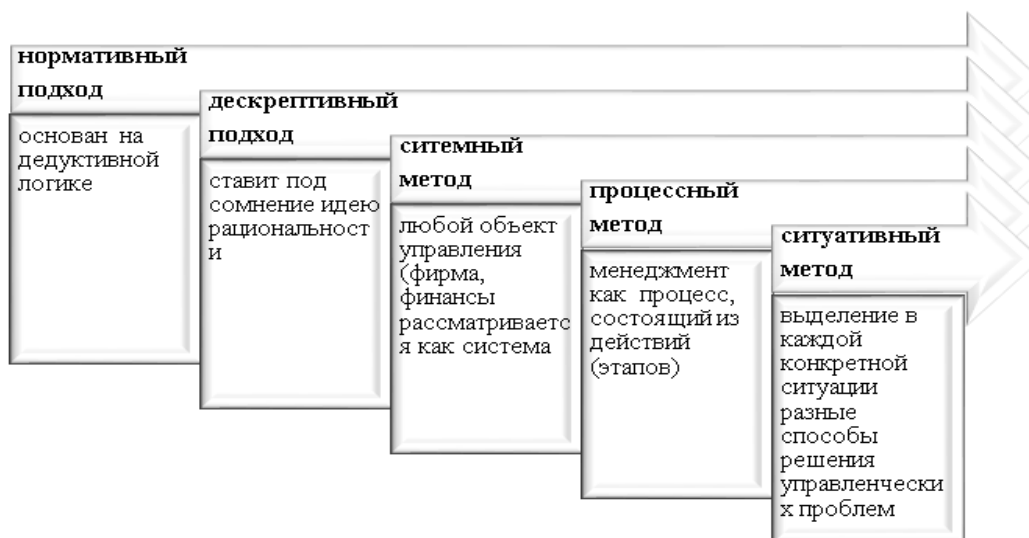 нормативный
подход
основан на
дедуктивной
логике
дескрептивный
подход
ставит под
сомнение идею
рациональност
и
ситемный
метод
любой объект
управления
(фирма,
финансы
рассматриваетс
я как система
процессный
метод
менеджмент
как процесс,
состоящий из
действий
(этапов)
ситуативный
метод
выделение в
каждой
конкретной
ситуации
разные
способы
решения
управленчески
х проблем